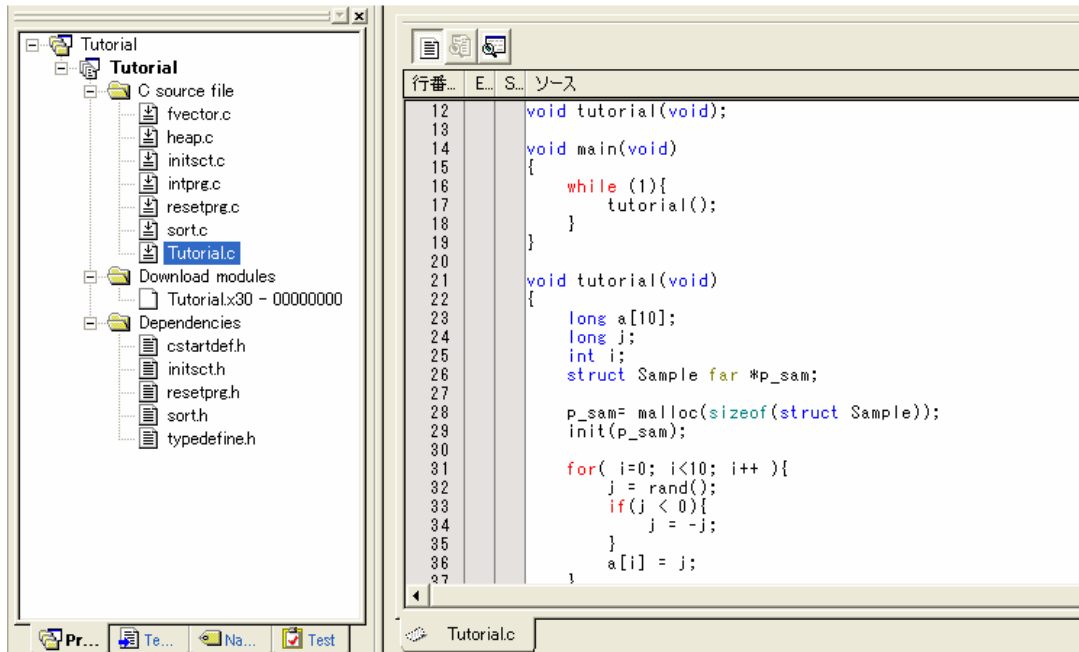 Tutorial
Tutorial
C source file
fvector.c
heap.c
initsct.c
intprg.c
resetprg.c
sort.c
Tutorial.c
Download modules
Tutorial.x30 - 00000000
Dependencies
cstartdef.h
initsct.h
resetprg.h
sort.h
typedefine.h
Pr... Te... Na... Test
行番... E... S... ソース
12 void tutorial(void);
13
14 void main(void)
15 {
16 while (1){
17 tutorial();
18 }
19 }
20
21 void tutorial(void)
22 {
23 long a[10];
24 long j;
25 int i;
26 struct Sample far *p_sam;
27
28 p_sam= malloc(sizeof(struct Sample));
29 init(p_sam);
30
31 for( i=0; i<10; i++ ){
32 j = rand();
33 if(j < 0){
34 j = -j;
35 }
36 a[i] = j;
37 }
Tutorial.c